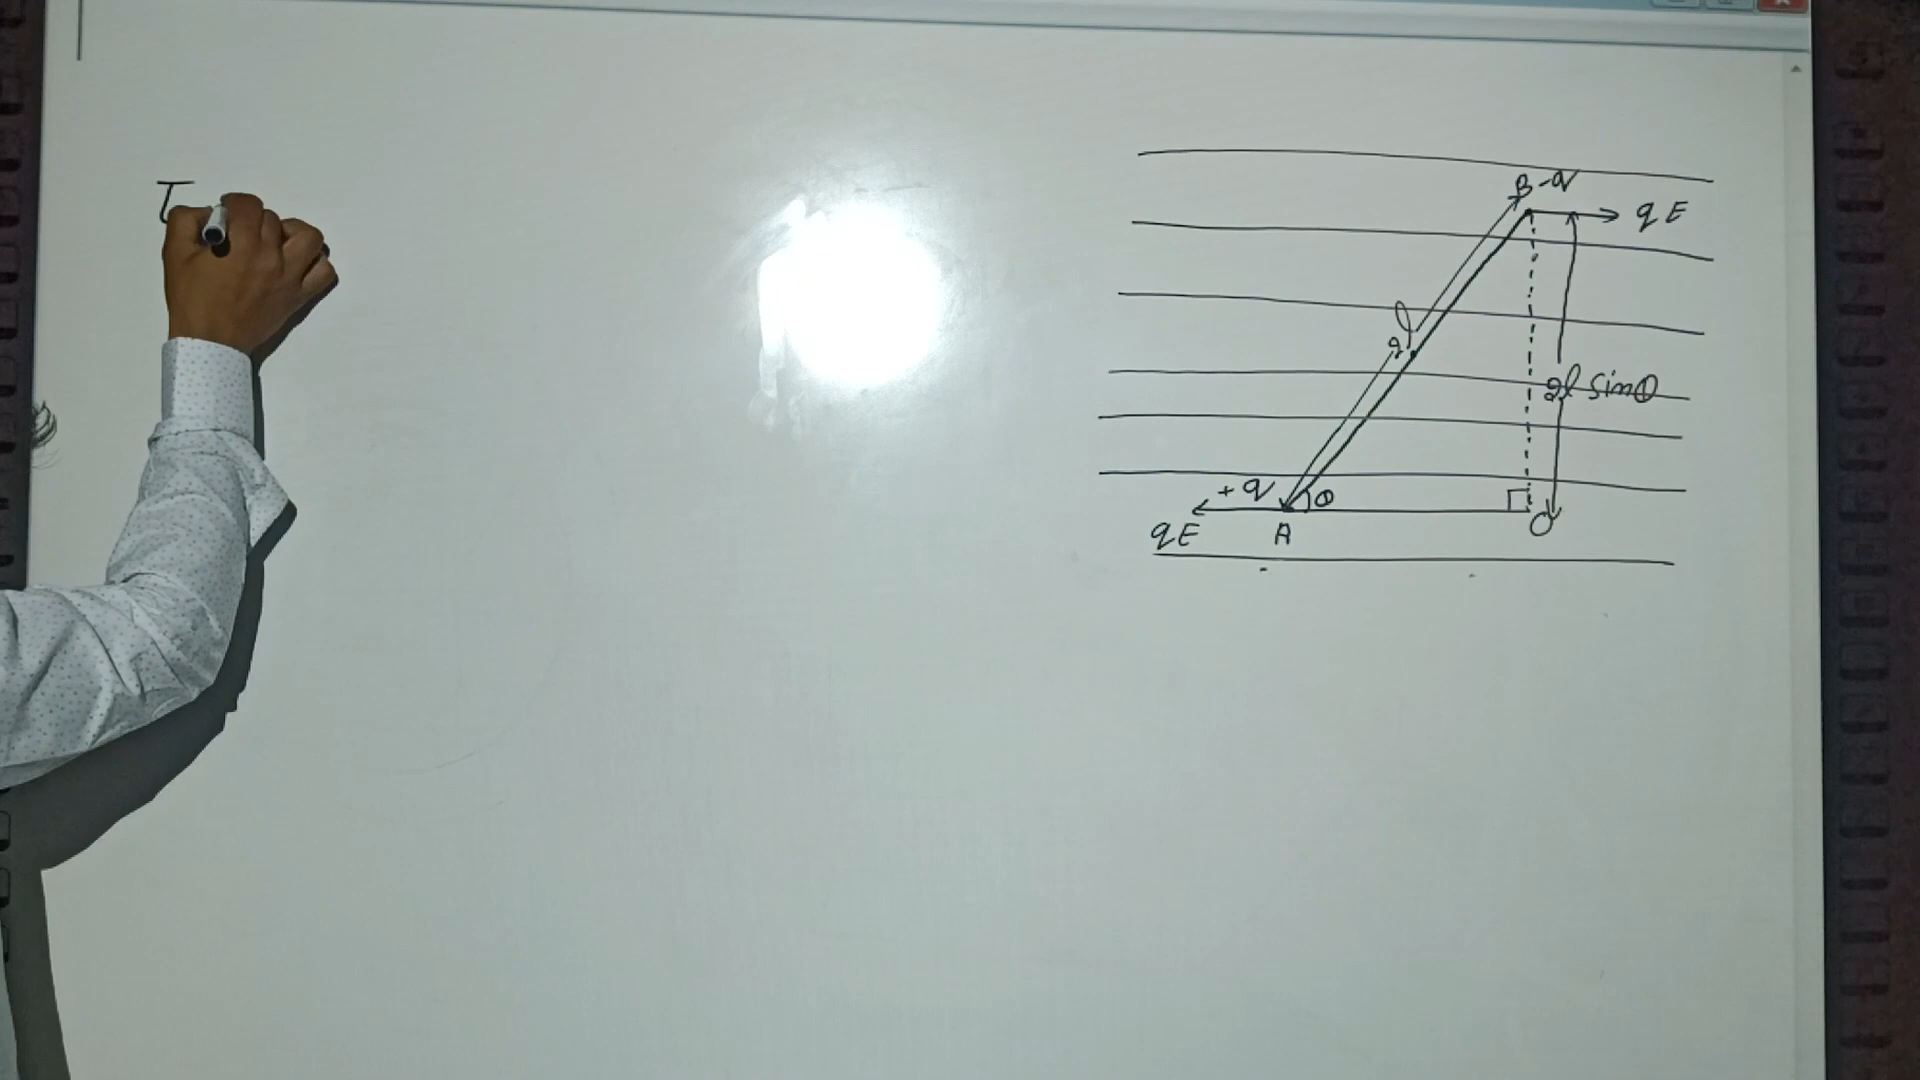 τ
B -q
qE
2l
2l sinθ
+q
θ
qE
A
O